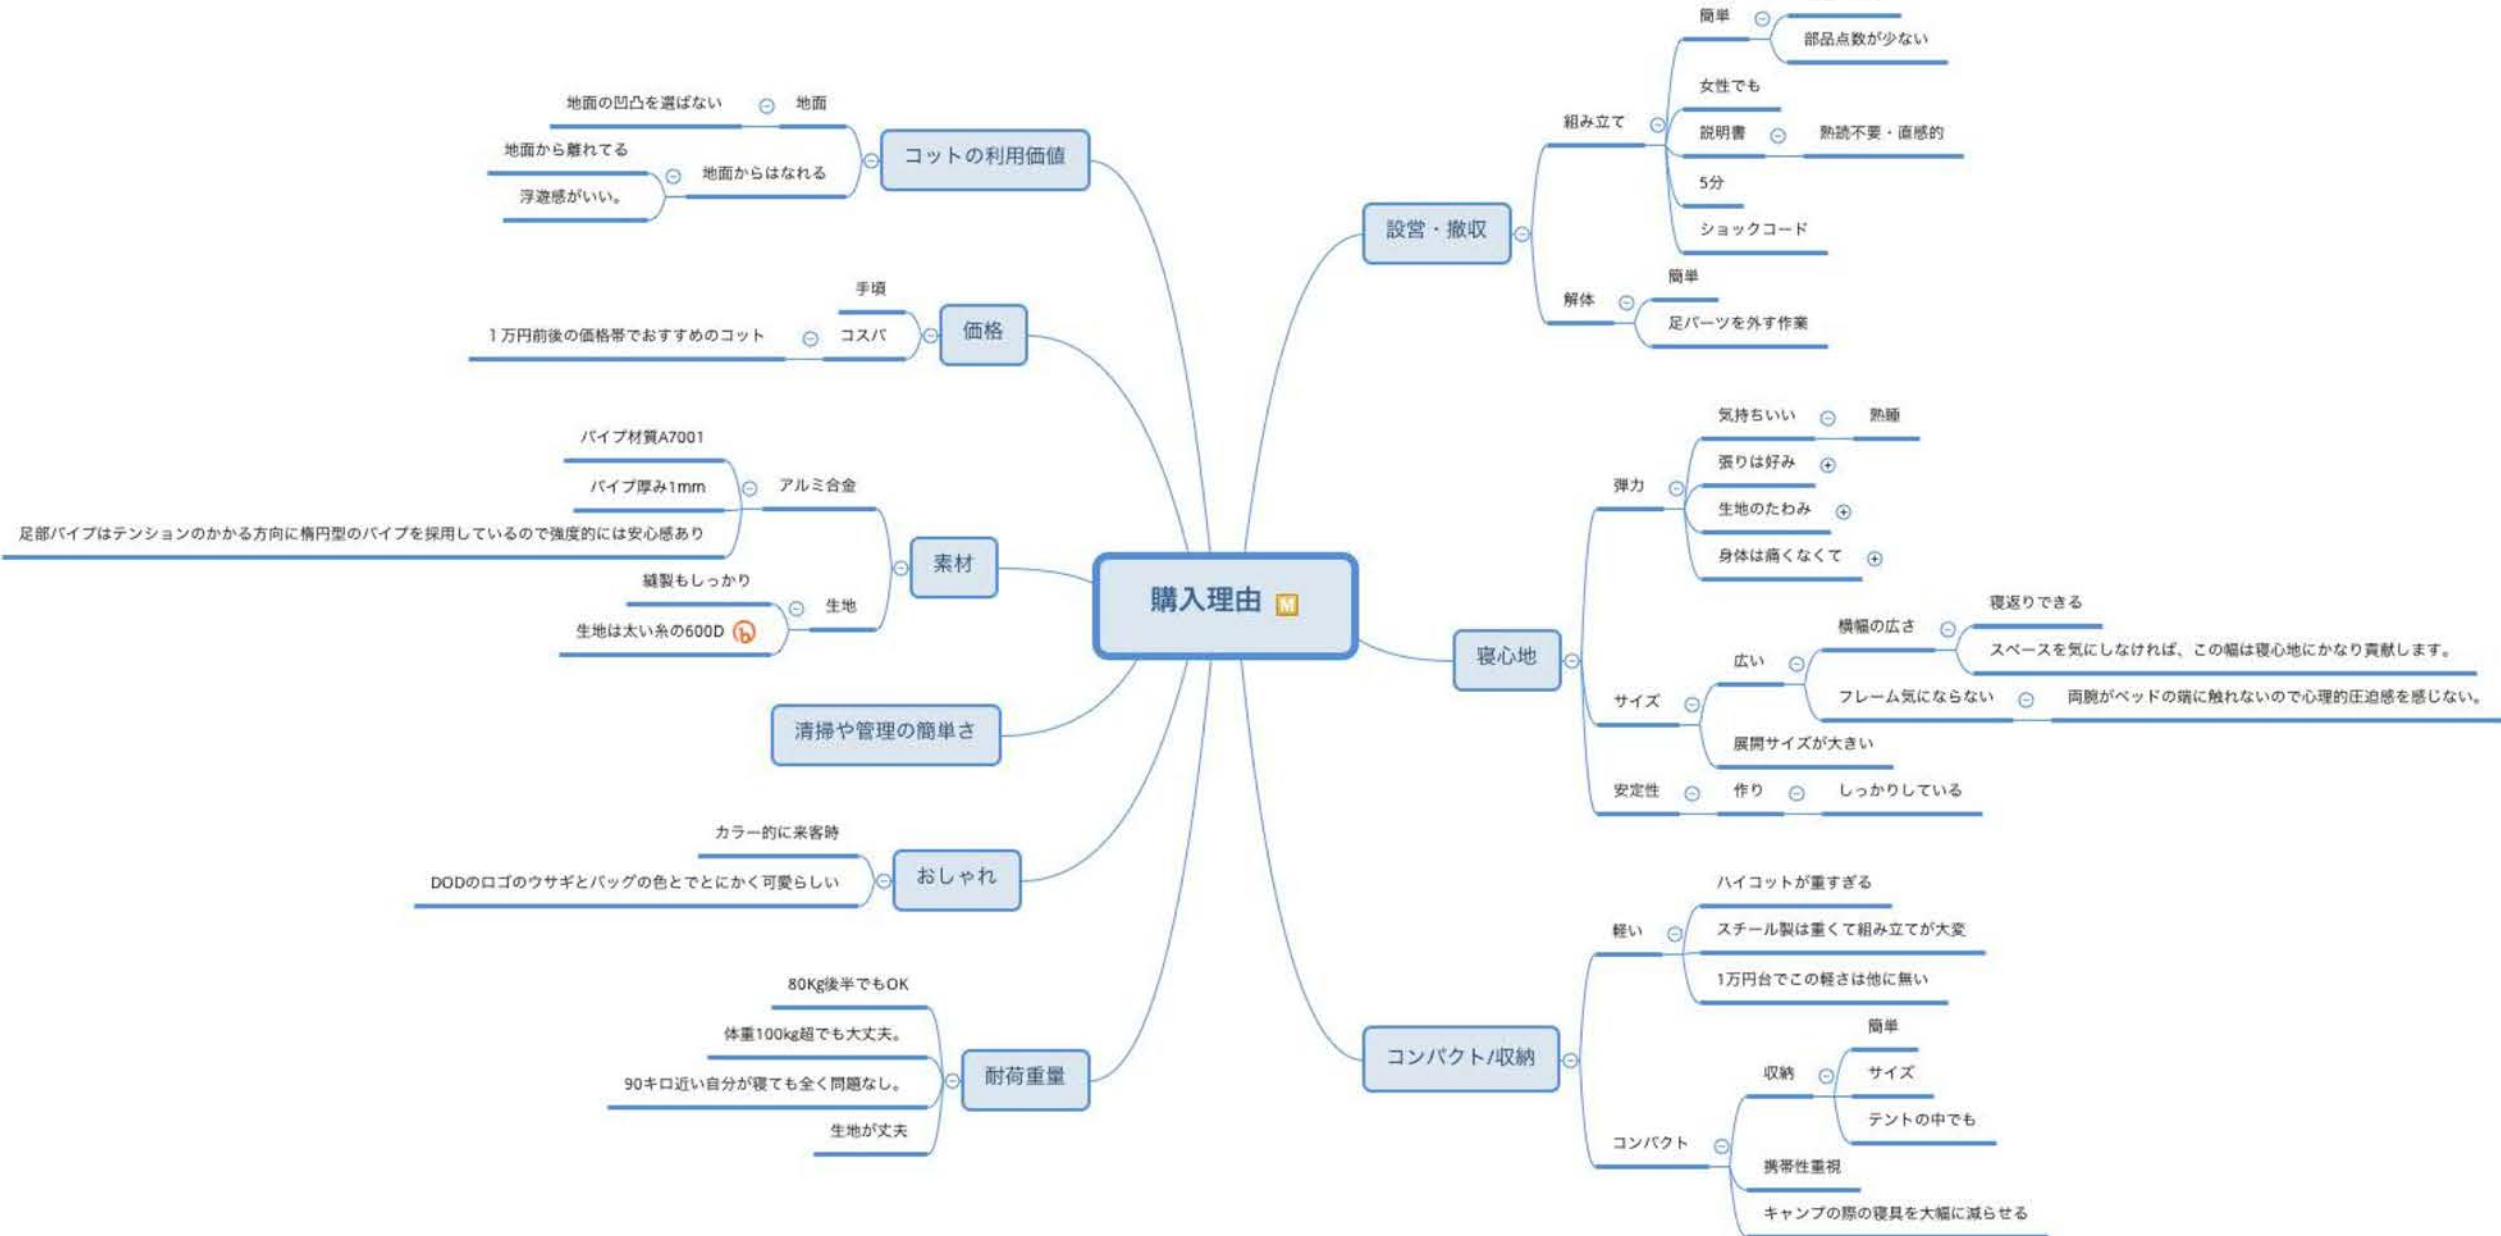 購入理由
コットの利用価値
地面
地面の凹凸を選ばない
地面からはなれる
地面から離れてる
浮遊感がいい。
価格
手頃
コスパ
1万円前後の価格帯でおすすめのコット
素材
アルミ合金
パイプ材質A7001
パイプ厚み1mm
足部パイプはテンションのかかる方向に楕円型のパイプを採用しているので強度的には安心感あり
生地
縫製もしっかり
生地は太い糸の600D
清掃や管理の簡単さ
おしゃれ
カラー的に来客時
DODのロゴのウサギとバッグの色とでとにかく可愛らしい
耐荷重量
80Kg後半でもOK
体重100kg超でも大丈夫。
90キロ近い自分が寝ても全く問題なし。
生地が丈夫
設営・撤収
組み立て
簡単
部品点数が少ない
女性でも
説明書
熟読不要・直感的
5分
ショックコード
解体
簡単
足パーツを外す作業
寝心地
弾力
気持ちいい
熟睡
張りは好み
生地のたわみ
身体は痛くなくて
サイズ
広い
横幅の広さ
寝返りできる
スペースを気にしなければ、この幅は寝心地にかなり貢献します。
フレーム気にならない
両腕がベッドの端に触れないので心理的圧迫感を感じない。
展開サイズが大きい
安定性
作り
しっかりしている
コンパクト/収納
軽い
ハイコットが重すぎる
スチール製は重くて組み立てが大変
1万円台でこの軽さは他に無い
コンパクト
収納
簡単
サイズ
テントの中でも
携帯性重視
キャンプの際の寝具を大幅に減らせる